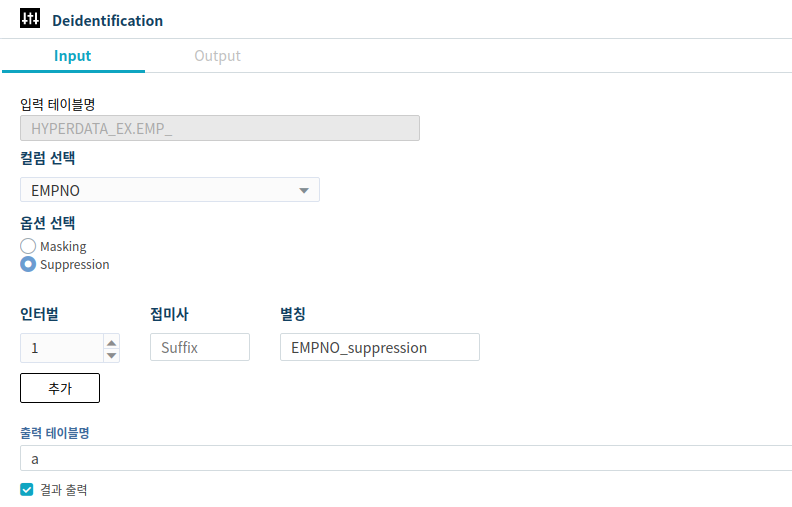 Deidentification
Input Output
입력 테이블명
HYPERDATA_EX.EMP_
컬럼 선택
EMPNO
옵션 선택
Masking
Suppression
인터벌 접미사 별칭
1 Suffix EMPNO_suppression
추가
출력 테이블명
a
결과 출력